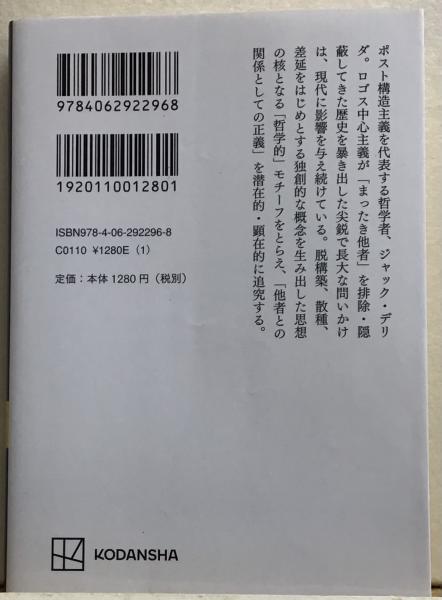 ポスト構造主義を代表する哲学者、ジャック・デリ
ダ。ロゴス中心主義が「まったき他者」を排除・隠
蔽してきた歴史を暴き出した尖鋭で長大な問いかけ
は、現代に影響を与え続けている。脱構築、散種、
差延をはじめとする独創的な概念を生み出した思想
の核となる「哲学的」モチーフをとらえ、「他者との
関係としての正義」を潜在的・顕在的に追究する。
9784062922968
1920110012801
ISBN978-4-06-292296-8
C0110 ¥1280E (1)
定価：本体1280円（税別）
KODANSHA